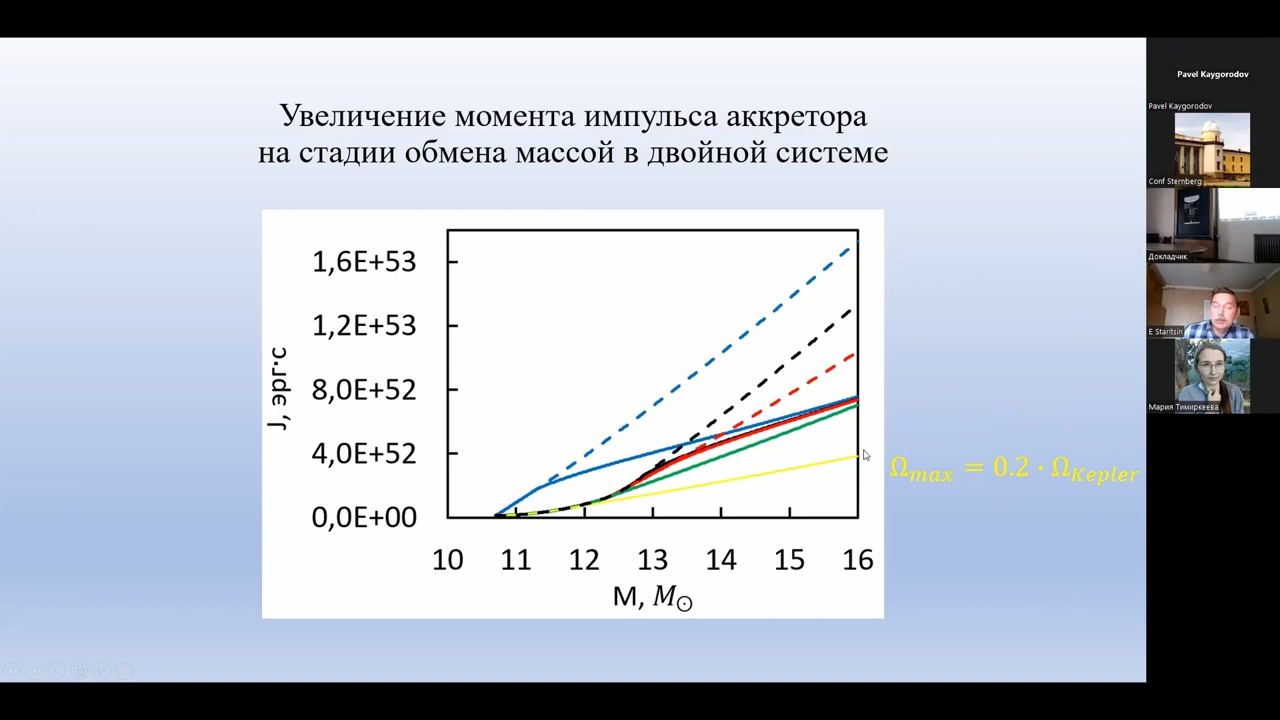 Увеличение момента импульса аккретора
на стадии обмена массой в двойной системе
1,6E+53
1,2E+53
8,0E+52
4,0E+52
0,0E+00
J, эрг·с
10 11 12 13 14 15 16
M, M☉
Ω_max = 0.2 · Ω_Kepler
Pavel Kaygorodov
Pavel Kaygorodov
Conf Sternberg
Докладчик
E Staritsin
Мария Тимиркеева